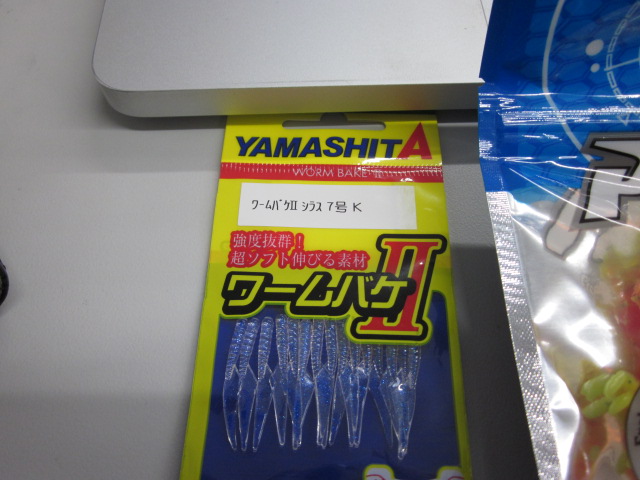 YAMASHITA
WORM BAKE II
ﾜｰﾑﾊﾞｹⅡ ｼﾗｽ 7号 K
強度抜群！
超ソフト伸びる素材
ワームバケII